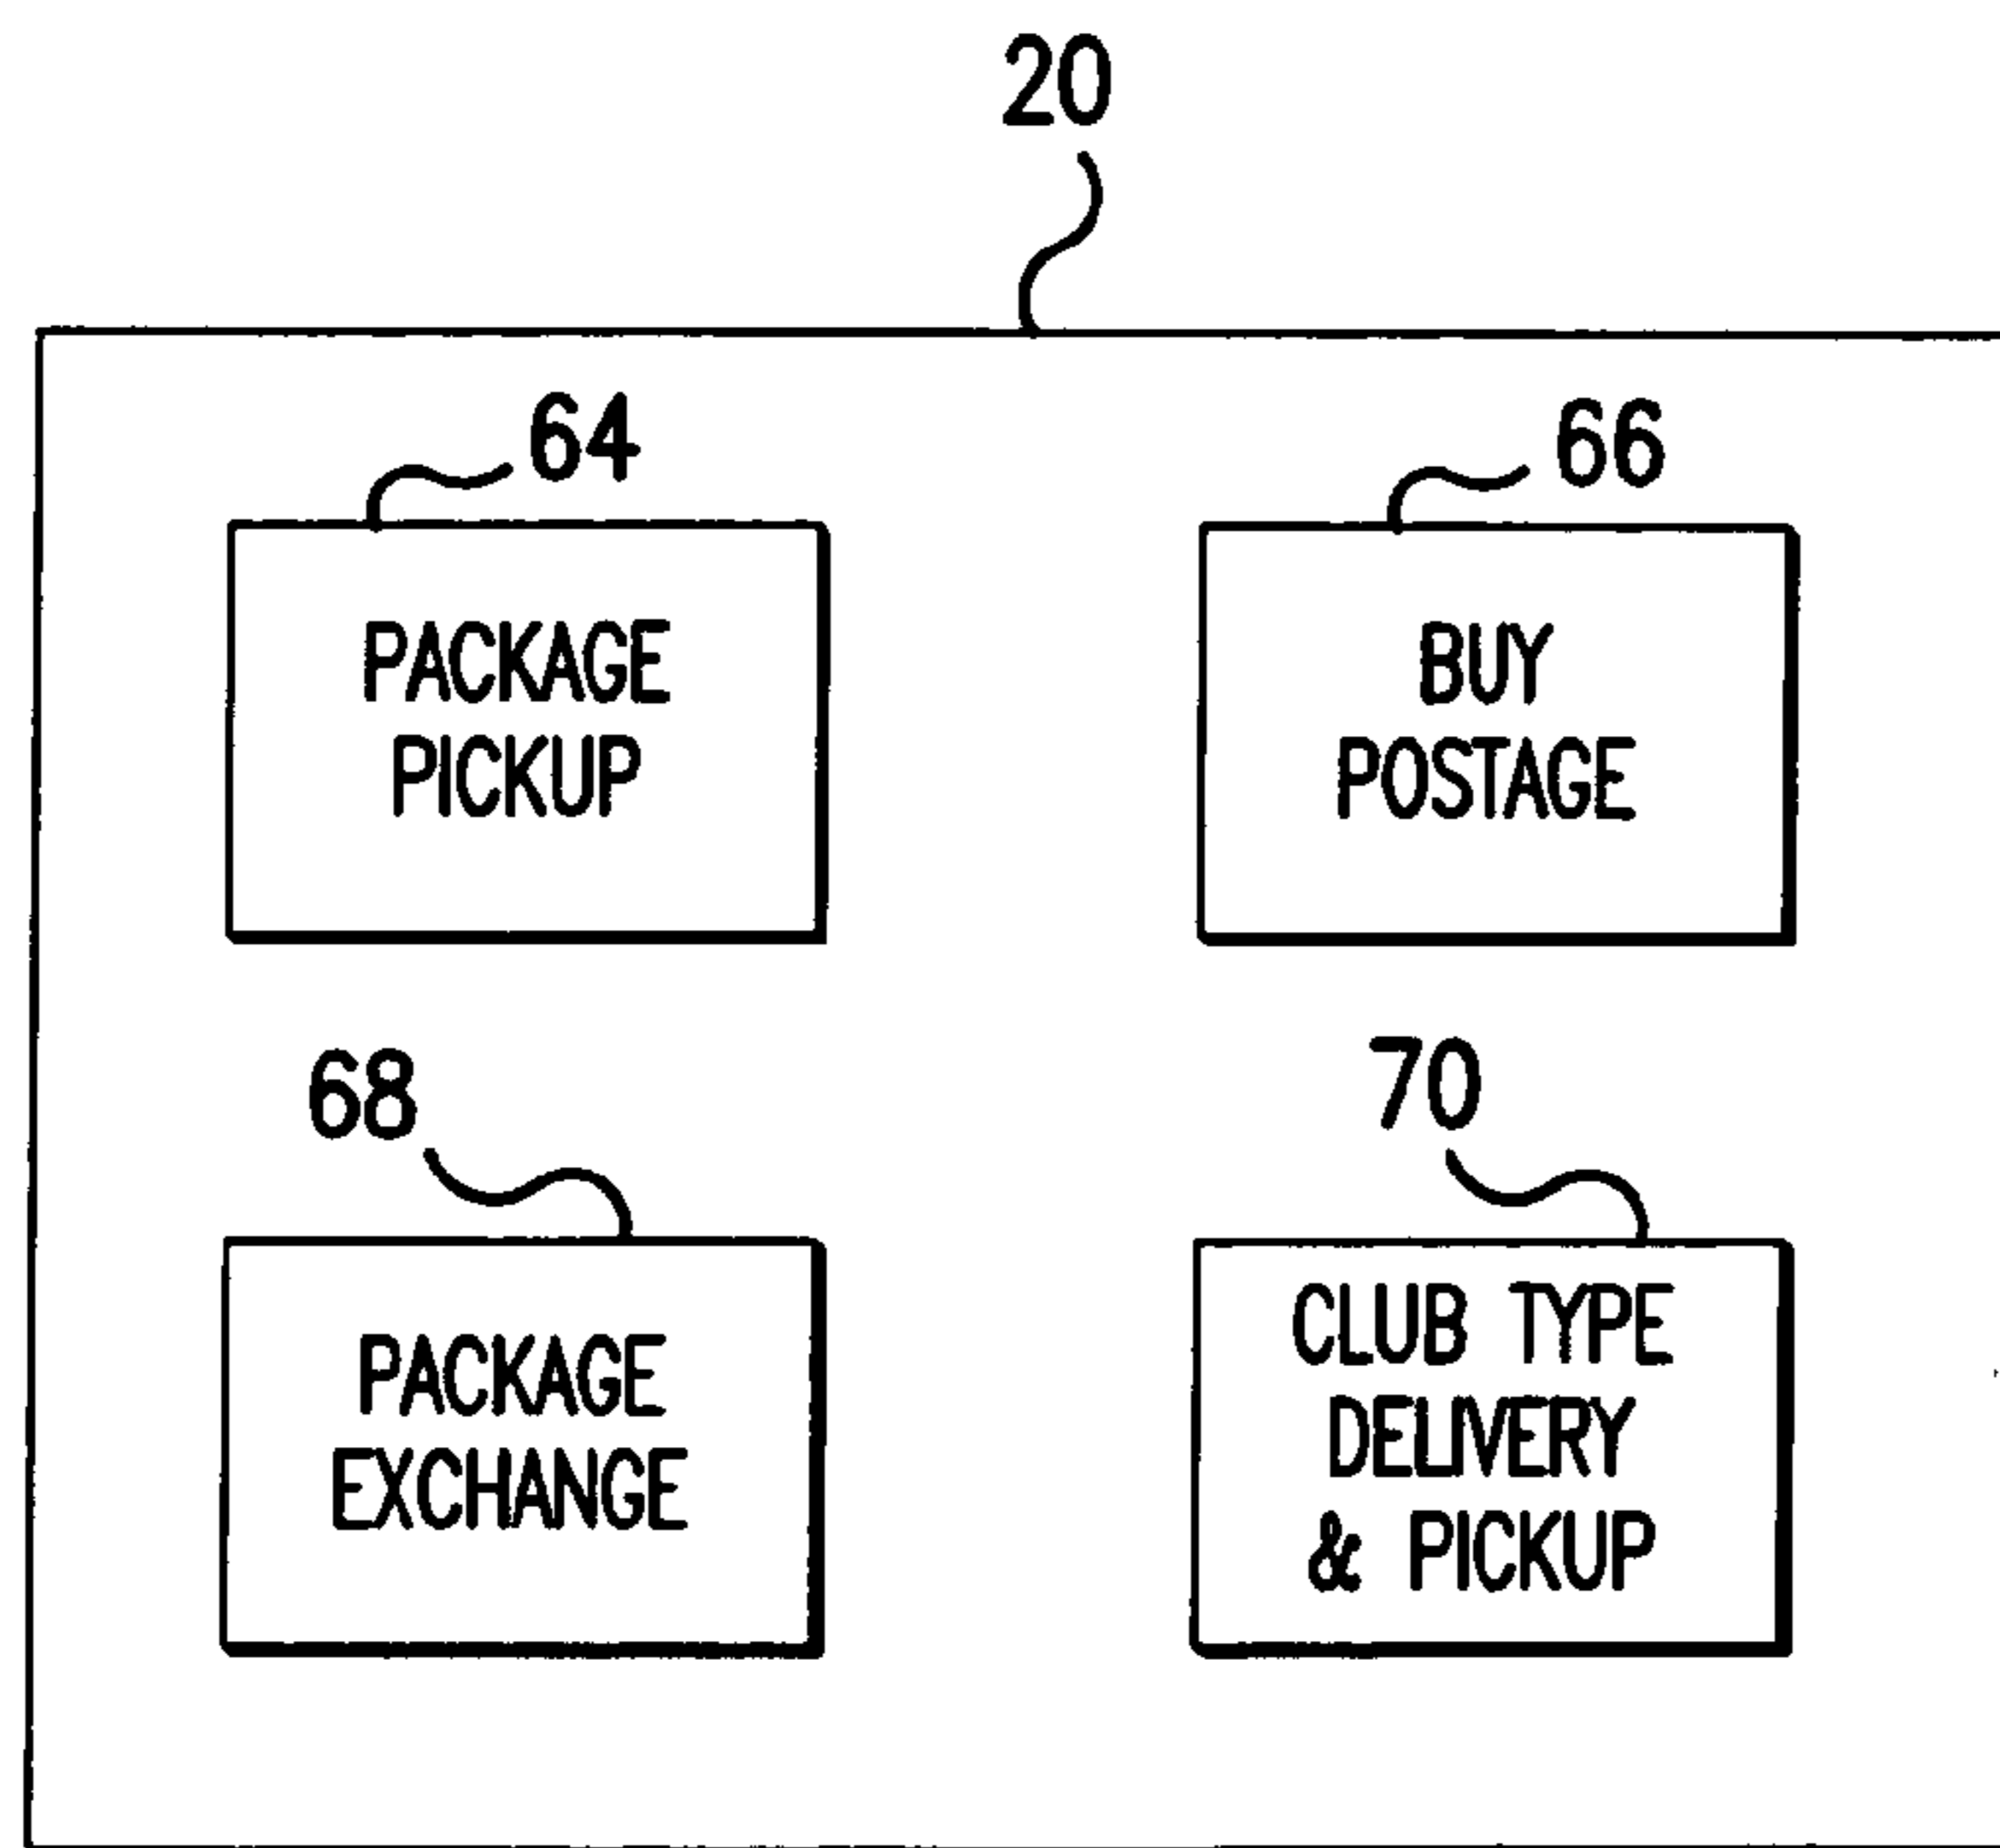 20
64
PACKAGE
PICKUP
66
BUY
POSTAGE
68
PACKAGE
EXCHANGE
70
CLUB TYPE
DELIVERY
& PICKUP